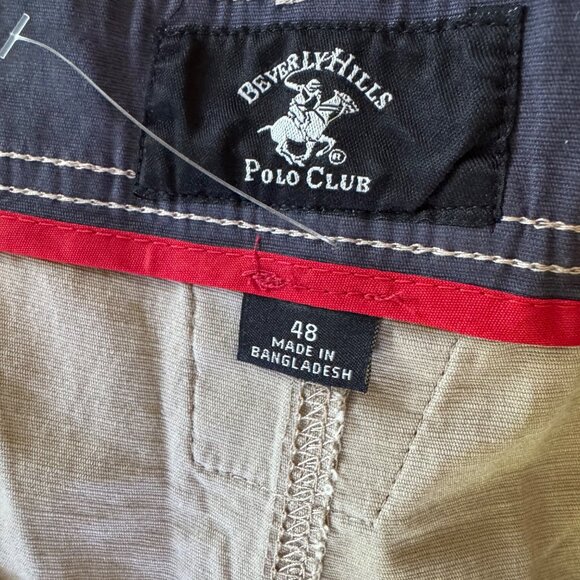 BEVERLY HILLS
POLO CLUB
®
48
MADE IN
BANGLADESH